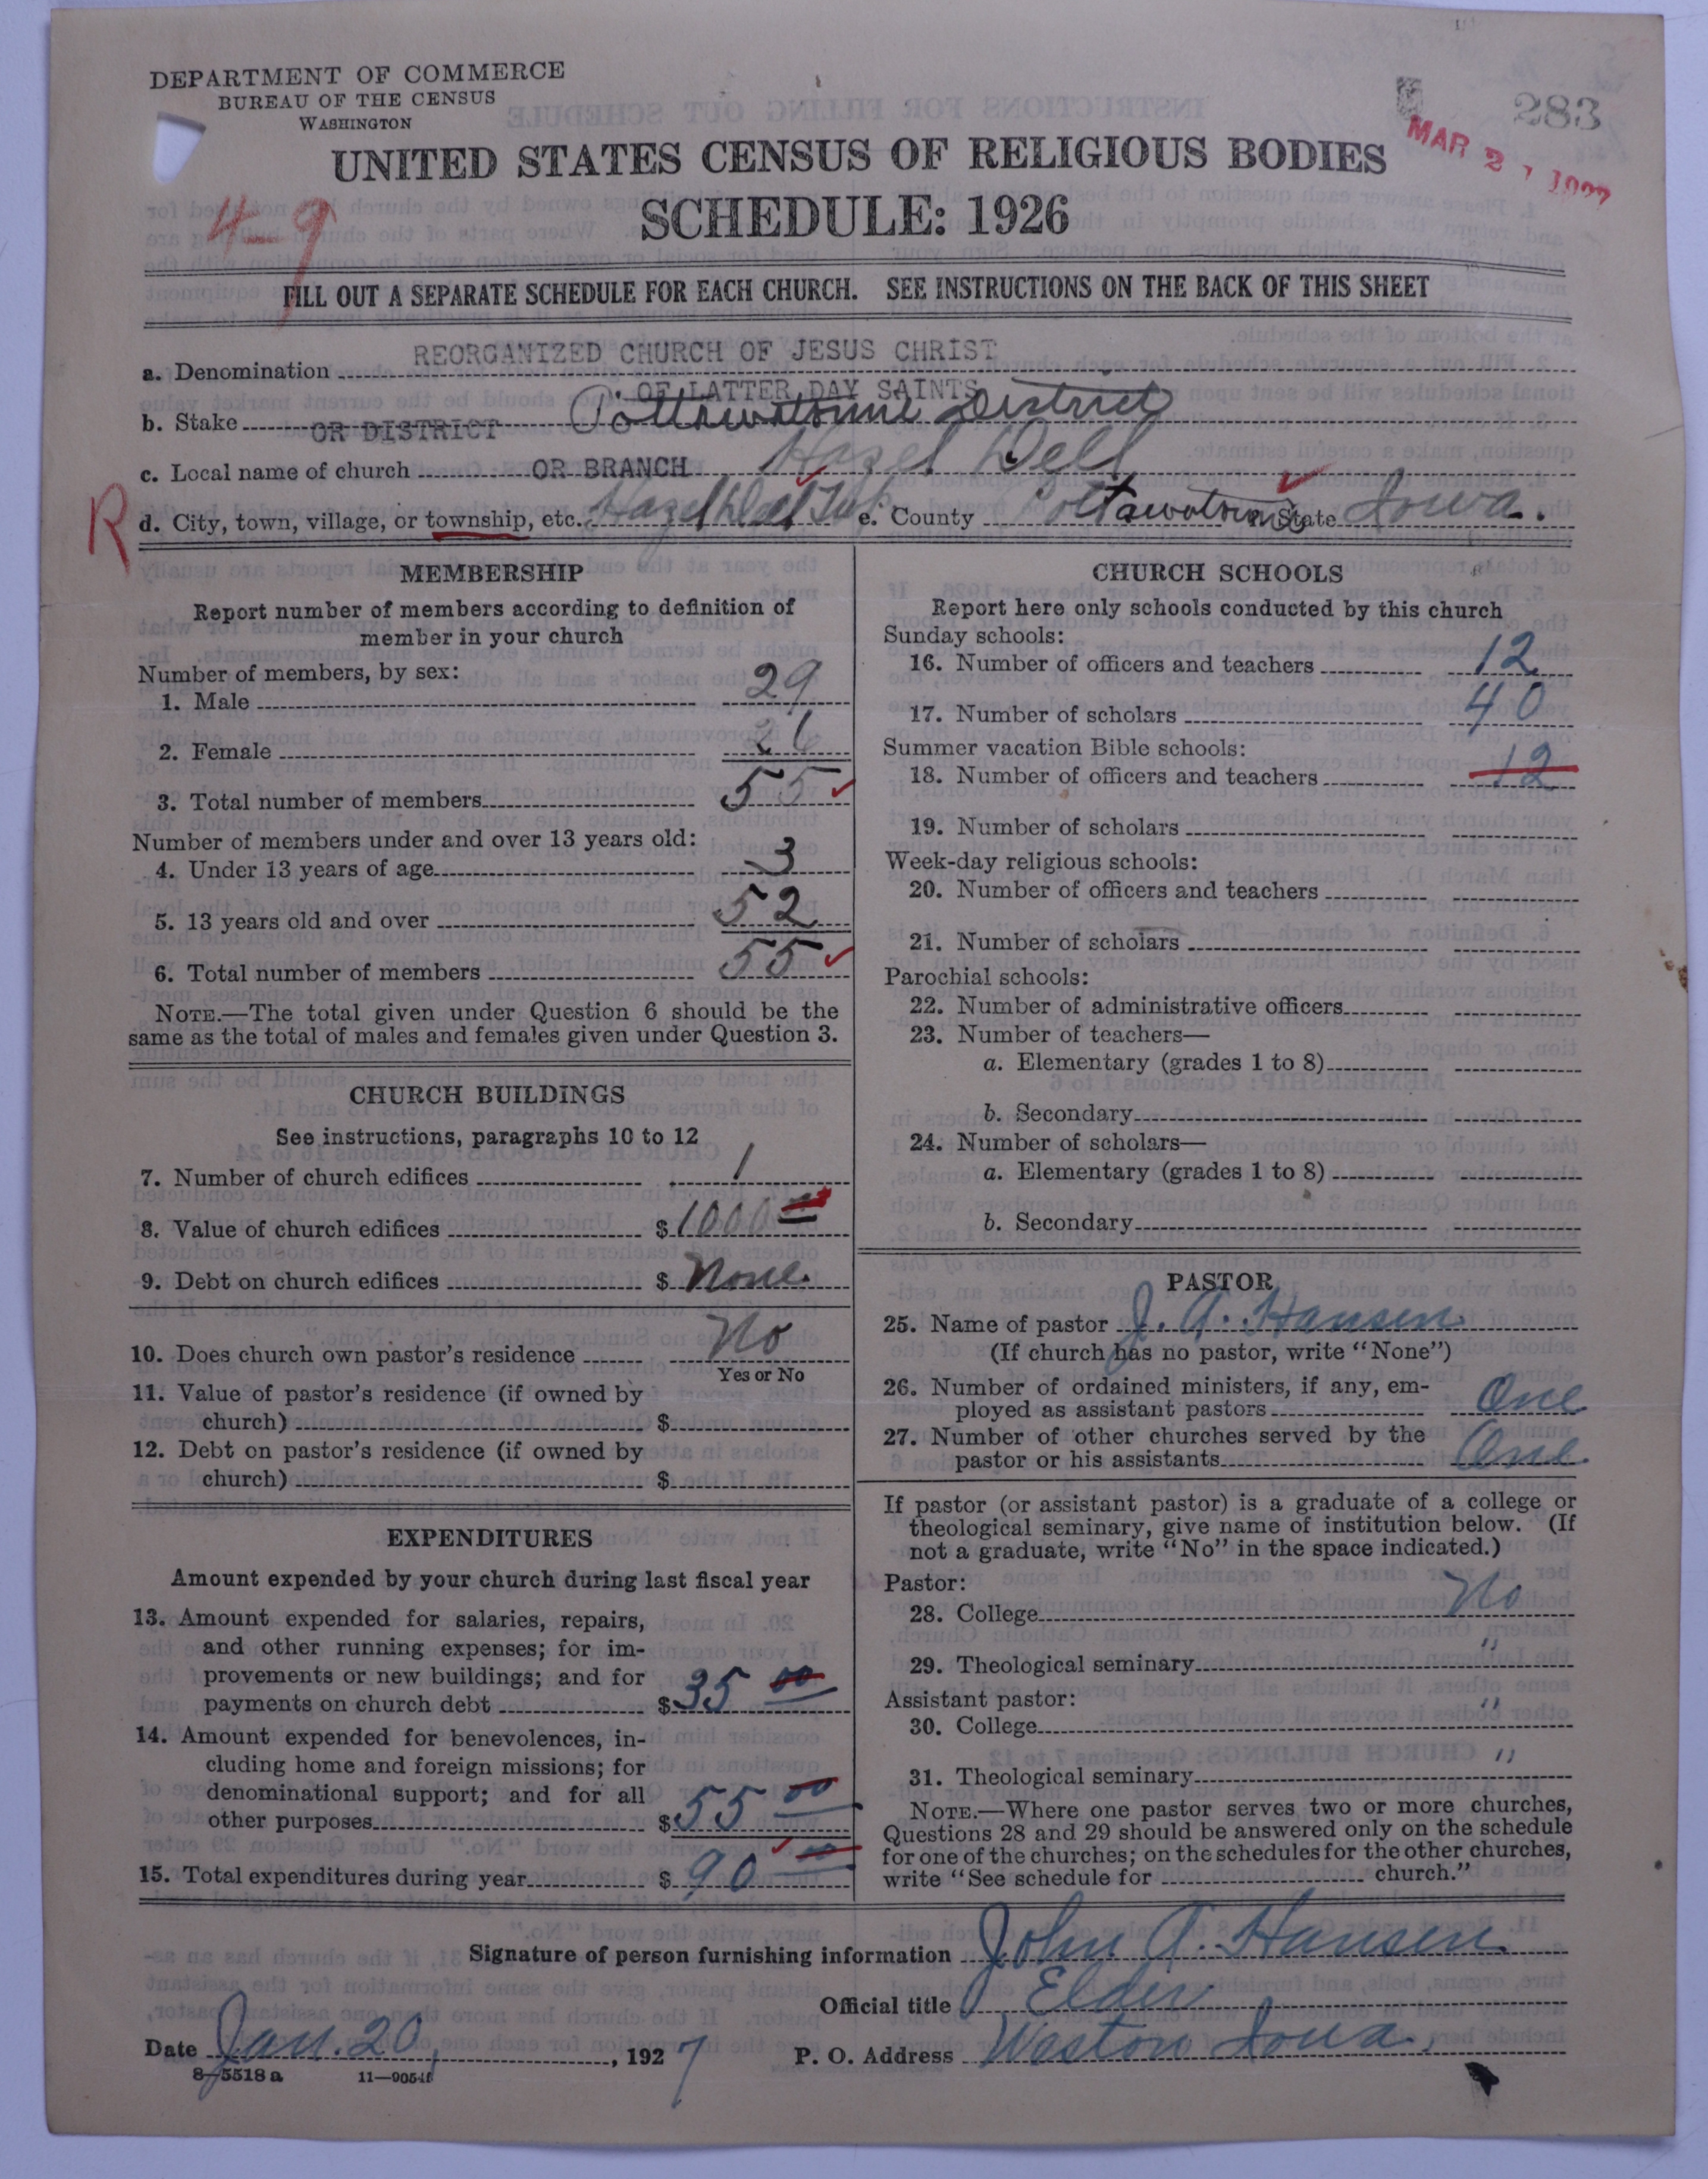 DEPARTMENT OF COMMERCE
BUREAU OF THE CENSUS
WASHINGTON
283
MAR 2 1927
UNITED STATES CENSUS OF RELIGIOUS BODIES
SCHEDULE: 1926
4-9
FILL OUT A SEPARATE SCHEDULE FOR EACH CHURCH. SEE INSTRUCTIONS ON THE BACK OF THIS SHEET
a. Denomination REORGANIZED CHURCH OF JESUS CHRIST
OF LATTER DAY SAINTS
b. Stake OR DISTRICT Pottawattamie District
c. Local name of church OR BRANCH Hazel Dell
R d. City, town, village, or township, etc. Hazel Dell Twp. e. County Pottawattamie State Iowa.
MEMBERSHIP
Report number of members according to definition of
member in your church
Number of members, by sex:
1. Male 29
2. Female 26
3. Total number of members 55
Number of members under and over 13 years old:
4. Under 13 years of age 3
5. 13 years old and over 52
6. Total number of members 55
NOTE.—The total given under Question 6 should be the
same as the total of males and females given under Question 3.
CHURCH BUILDINGS
See instructions, paragraphs 10 to 12
7. Number of church edifices 1
8. Value of church edifices $1000 00
9. Debt on church edifices $ None.
10. Does church own pastor's residence No
Yes or No
11. Value of pastor's residence (if owned by
church) $
12. Debt on pastor's residence (if owned by
church) $
EXPENDITURES
Amount expended by your church during last fiscal year
13. Amount expended for salaries, repairs,
and other running expenses; for im-
provements or new buildings; and for
payments on church debt $35 00
14. Amount expended for benevolences, in-
cluding home and foreign missions; for
denominational support; and for all
other purposes $55 00
15. Total expenditures during year $ 90 00
CHURCH SCHOOLS
Report here only schools conducted by this church
Sunday schools:
16. Number of officers and teachers 12
17. Number of scholars 40
Summer vacation Bible schools:
18. Number of officers and teachers 12
19. Number of scholars
Week-day religious schools:
20. Number of officers and teachers
21. Number of scholars
Parochial schools:
22. Number of administrative officers
23. Number of teachers—
a. Elementary (grades 1 to 8)
b. Secondary
24. Number of scholars—
a. Elementary (grades 1 to 8)
b. Secondary
PASTOR
25. Name of pastor J. A. Hansen
(If church has no pastor, write "None")
26. Number of ordained ministers, if any, em-
ployed as assistant pastors One
27. Number of other churches served by the
pastor or his assistants One
If pastor (or assistant pastor) is a graduate of a college or
theological seminary, give name of institution below. (If
not a graduate, write "No" in the space indicated.)
Pastor:
28. College No
29. Theological seminary "
Assistant pastor:
30. College "
31. Theological seminary "
NOTE.—Where one pastor serves two or more churches,
Questions 28 and 29 should be answered only on the schedule
for one of the churches; on the schedules for the other churches,
write "See schedule for church."
Signature of person furnishing information John A. Hansen
Official title Elder
Date Jan. 20, 1927 P. O. Address Weston Iowa.
8—5518 a 11—9054